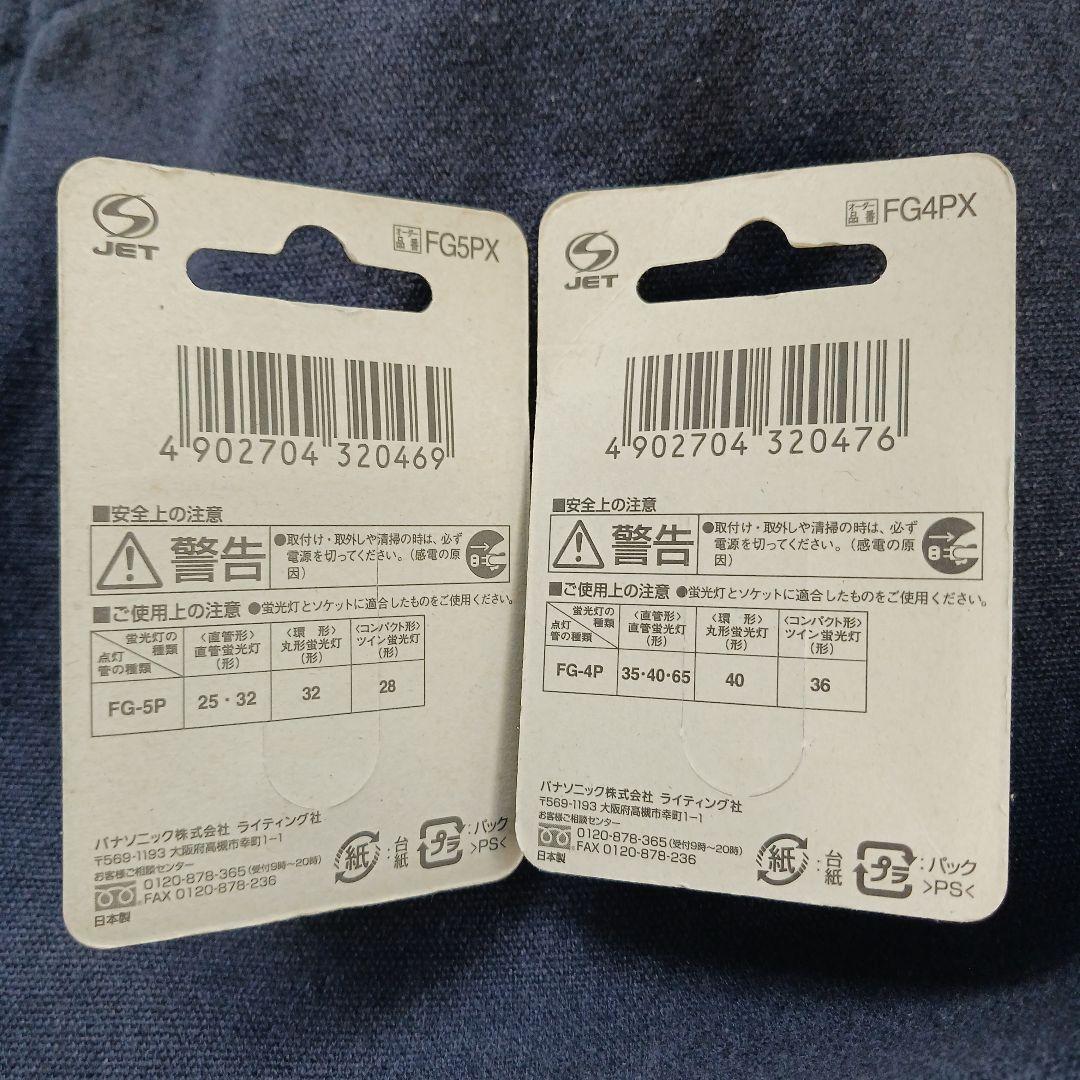 JET
オーダー品番 FG5PX
4 902704 320469
■安全上の注意
警告
●取付け・取外しや清掃の時は、必ず
電源を切ってください。(感電の原
因)
■ご使用上の注意 ●蛍光灯とソケットに適合したものをご使用ください。
蛍光灯の種類 点灯管の種類 〈直管形〉直管蛍光灯(形) 〈環 形〉丸形蛍光灯(形) 〈コンパクト形〉ツイン蛍光灯(形)
FG-5P 25・32 32 28
パナソニック株式会社 ライティング社
〒569-1193 大阪府高槻市幸町1-1
お客様ご相談センター
0120-878-365(受付9時〜20時)
FAX 0120-878-236
日本製
紙:台紙
プラ:パック
>PS<
JET
オーダー品番 FG4PX
4 902704 320476
■安全上の注意
警告
●取付け・取外しや清掃の時は、必ず
電源を切ってください。(感電の原
因)
■ご使用上の注意 ●蛍光灯とソケットに適合したものをご使用ください。
蛍光灯の種類 点灯管の種類 〈直管形〉直管蛍光灯(形) 〈環 形〉丸形蛍光灯(形) 〈コンパクト形〉ツイン蛍光灯(形)
FG-4P 35・40・65 40 36
パナソニック株式会社 ライティング社
〒569-1193 大阪府高槻市幸町1-1
お客様ご相談センター
0120-878-365(受付9時〜20時)
FAX 0120-878-236
日本製
紙:台紙
プラ:パック
>PS<